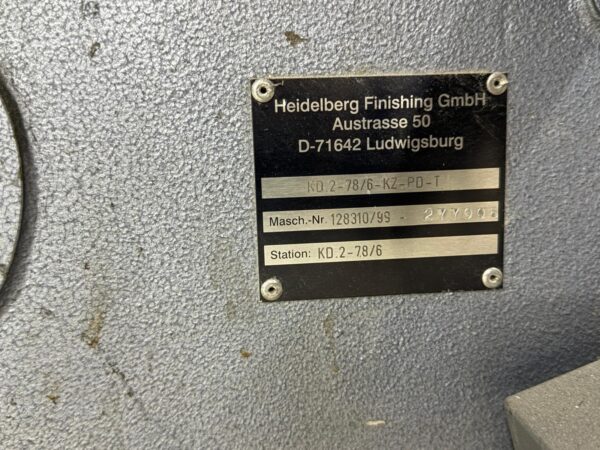 Heidelberg Finishing GmbH
Austrasse 50
D-71642 Ludwigsburg
KD.2-78/6-KZ-PD-T
Masch.-Nr. 128310/99 -
Station: KD.2-78/6